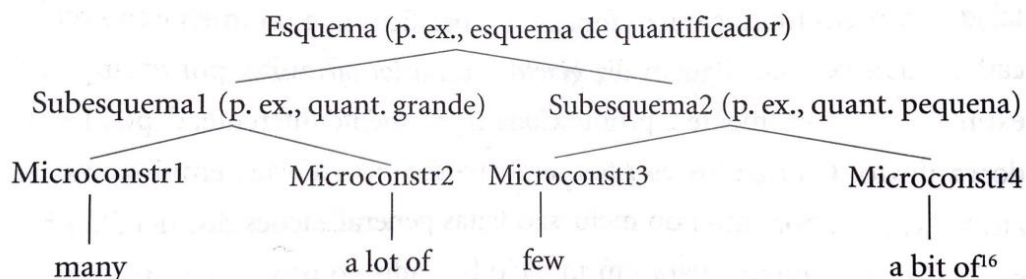 Esquema (p. ex., esquema de quantificador)
Subesquema1 (p. ex., quant. grande) Subesquema2 (p. ex., quant. pequena)
Microconstr1 Microconstr2 Microconstr3 Microconstr4
many a lot of few a bit of¹⁶